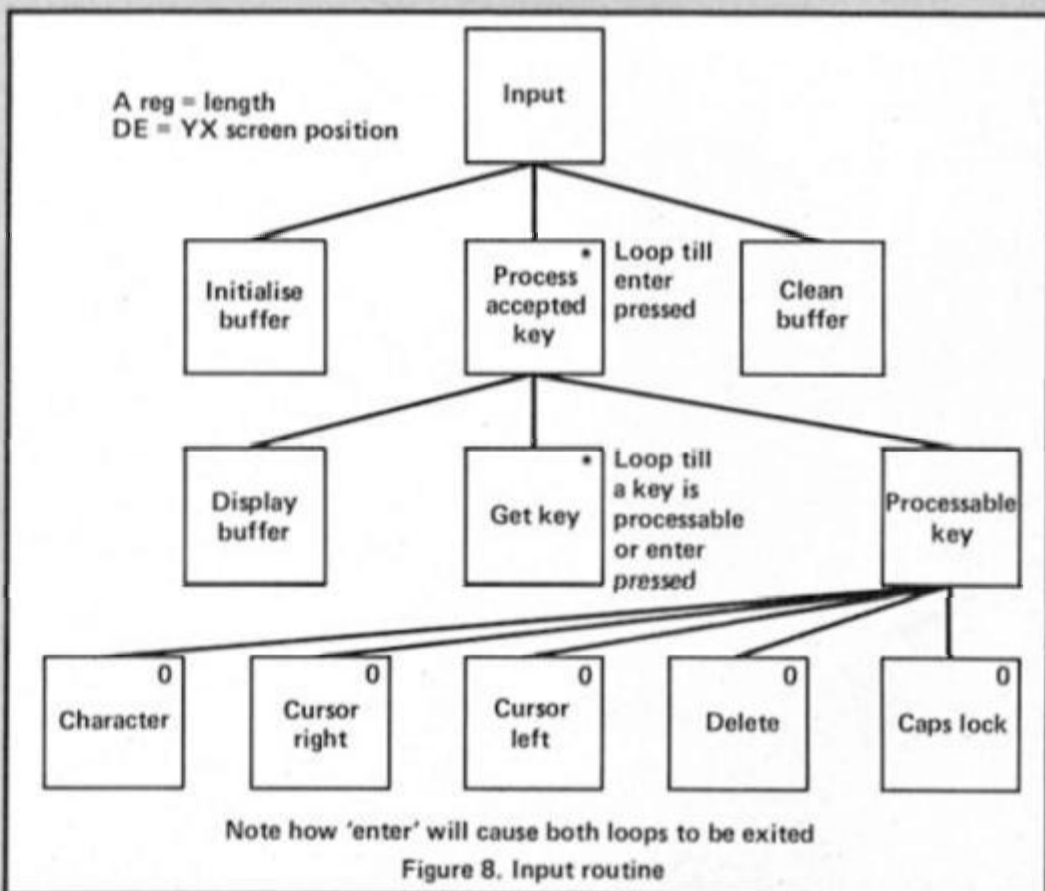 Input
A reg = length
DE = YX screen position
Initialise
buffer
*
Process
accepted
key
Loop till
enter
pressed
Clean
buffer
Display
buffer
*
Get key
Loop till
a key is
processable
or enter
pressed
Processable
key
0
Character
0
Cursor
right
0
Cursor
left
0
Delete
0
Caps lock
Note how 'enter' will cause both loops to be exited
Figure 8. Input routine